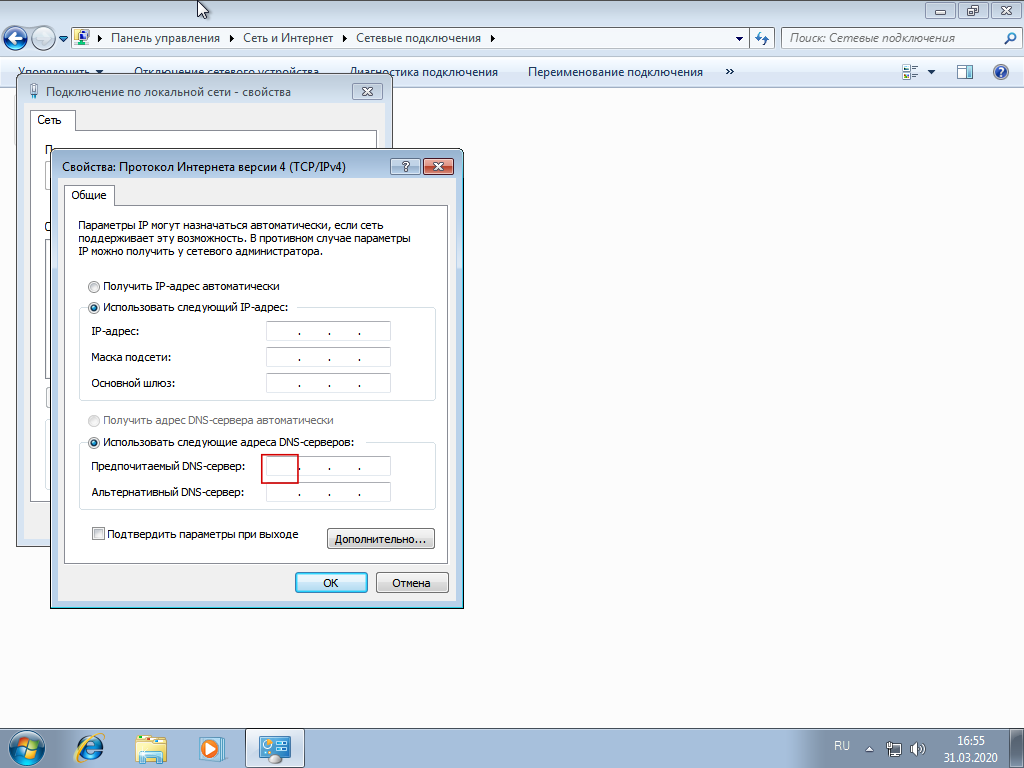 Панель управления Сеть и Интернет Сетевые подключения
Поиск: Сетевые подключения
Упорядочить Отключение сетевого устройства Диагностика подключения Переименование подключения »
Подключение по локальной сети - свойства
Сеть
Свойства: Протокол Интернета версии 4 (TCP/IPv4)
Общие
Параметры IP могут назначаться автоматически, если сеть
поддерживает эту возможность. В противном случае параметры
IP можно получить у сетевого администратора.
Получить IP-адрес автоматически
Использовать следующий IP-адрес:
IP-адрес: . . .
Маска подсети: . . .
Основной шлюз: . . .
Получить адрес DNS-сервера автоматически
Использовать следующие адреса DNS-серверов:
Предпочитаемый DNS-сервер: . . .
Альтернативный DNS-сервер: . . .
Подтвердить параметры при выходе
Дополнительно...
OK Отмена
RU
16:55
31.03.2020